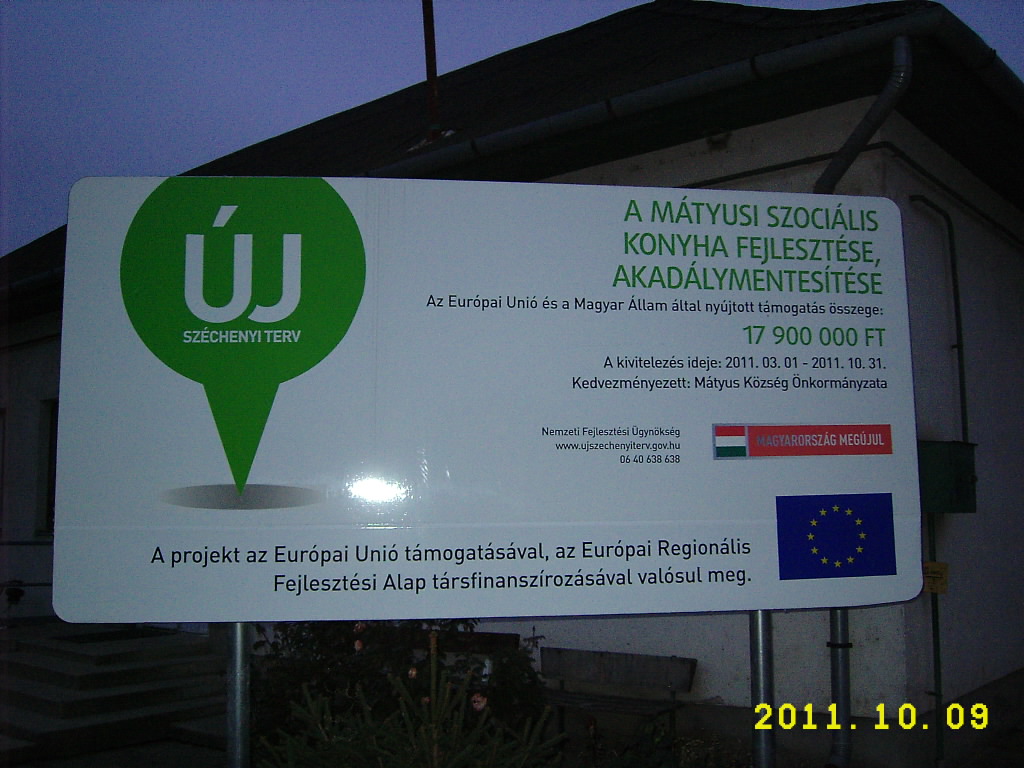 ÚJ
SZÉCHENYI TERV
A MÁTYUSI SZOCIÁLIS
KONYHA FEJLESZTÉSE,
AKADÁLYMENTESÍTÉSE
Az Európai Unió és a Magyar Állam által nyújtott támogatás összege:
17 900 000 FT
A kivitelezés ideje: 2011. 03. 01 - 2011. 10. 31.
Kedvezményezett: Mátyus Község Önkormányzata
Nemzeti Fejlesztési Ügynökség
www.ujszechenyiterv.gov.hu
06 40 638 638
MAGYARORSZÁG MEGÚJUL
A projekt az Európai Unió támogatásával, az Európai Regionális
Fejlesztési Alap társfinanszírozásával valósul meg.
2011. 10. 09